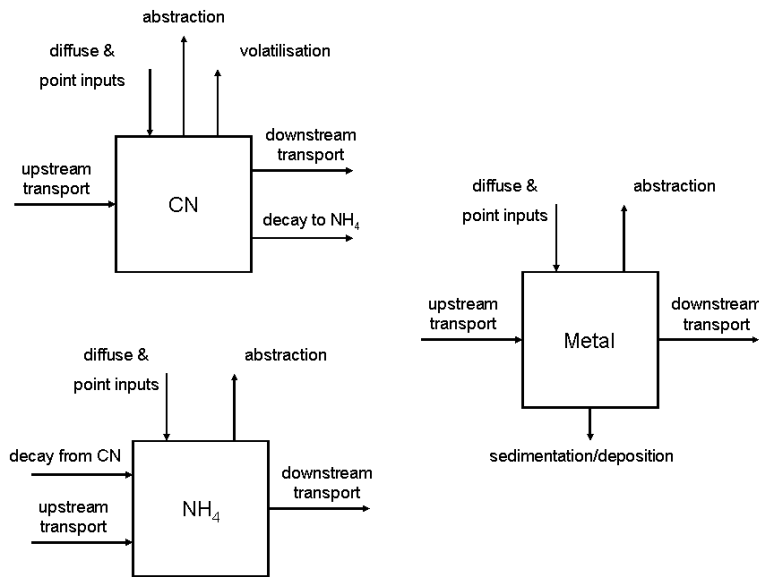 abstraction
diffuse &
point inputs
volatilisation
upstream
transport
CN
downstream
transport
decay to NH₄
diffuse &
point inputs
abstraction
upstream
transport
Metal
downstream
transport
sedimentation/deposition
diffuse &
point inputs
abstraction
decay from CN
upstream
transport
NH₄
downstream
transport